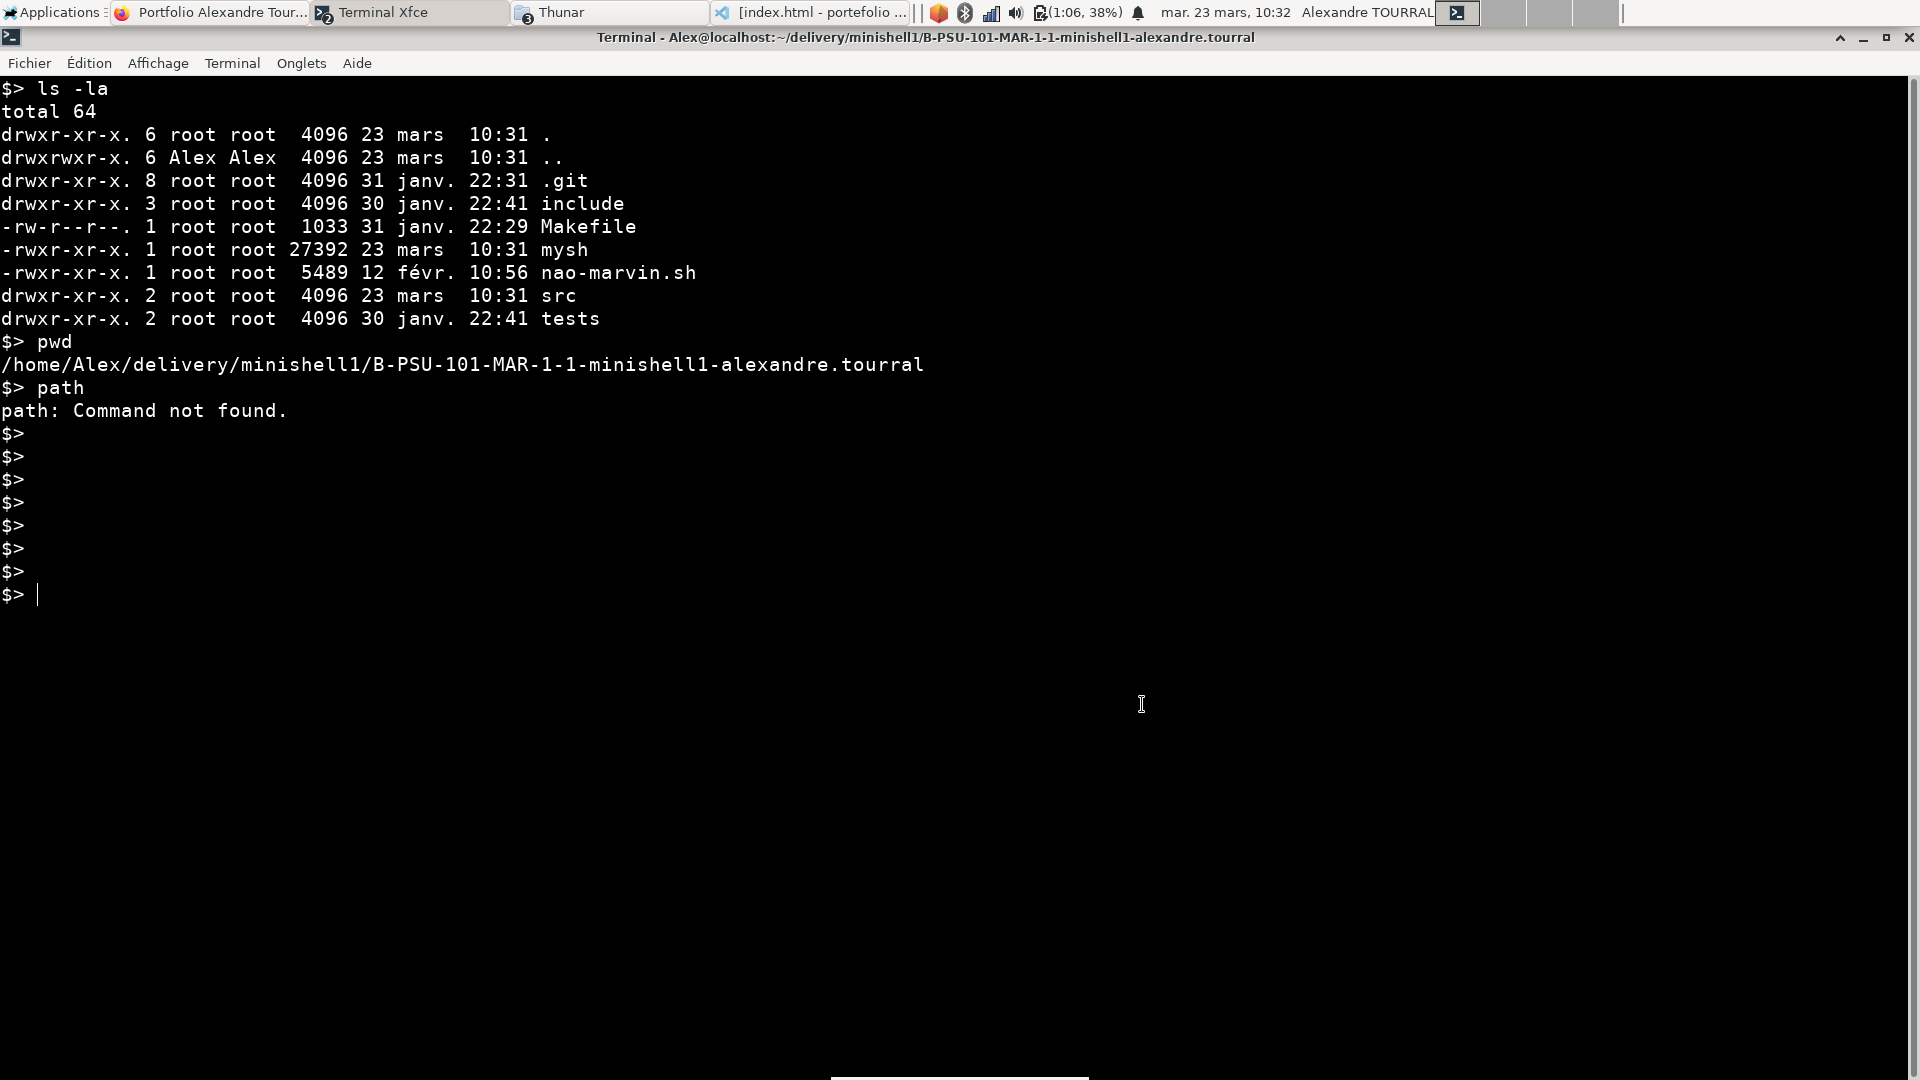 Applications Portfolio Alexandre Tour... 2 Terminal Xfce 3 Thunar [index.html - portefolio ... (1:06, 38%) mar. 23 mars, 10:32 Alexandre TOURRAL
Terminal - Alex@localhost:~/delivery/minishell1/B-PSU-101-MAR-1-1-minishell1-alexandre.tourral
Fichier Édition Affichage Terminal Onglets Aide
$> ls -la
total 64
drwxr-xr-x. 6 root root  4096 23 mars  10:31 .
drwxrwxr-x. 6 Alex Alex  4096 23 mars  10:31 ..
drwxr-xr-x. 8 root root  4096 31 janv. 22:31 .git
drwxr-xr-x. 3 root root  4096 30 janv. 22:41 include
-rw-r--r--. 1 root root  1033 31 janv. 22:29 Makefile
-rwxr-xr-x. 1 root root 27392 23 mars  10:31 mysh
-rwxr-xr-x. 1 root root  5489 12 févr. 10:56 nao-marvin.sh
drwxr-xr-x. 2 root root  4096 23 mars  10:31 src
drwxr-xr-x. 2 root root  4096 30 janv. 22:41 tests
$> pwd
/home/Alex/delivery/minishell1/B-PSU-101-MAR-1-1-minishell1-alexandre.tourral
$> path
path: Command not found.
$>
$>
$>
$>
$>
$>
$>
$>